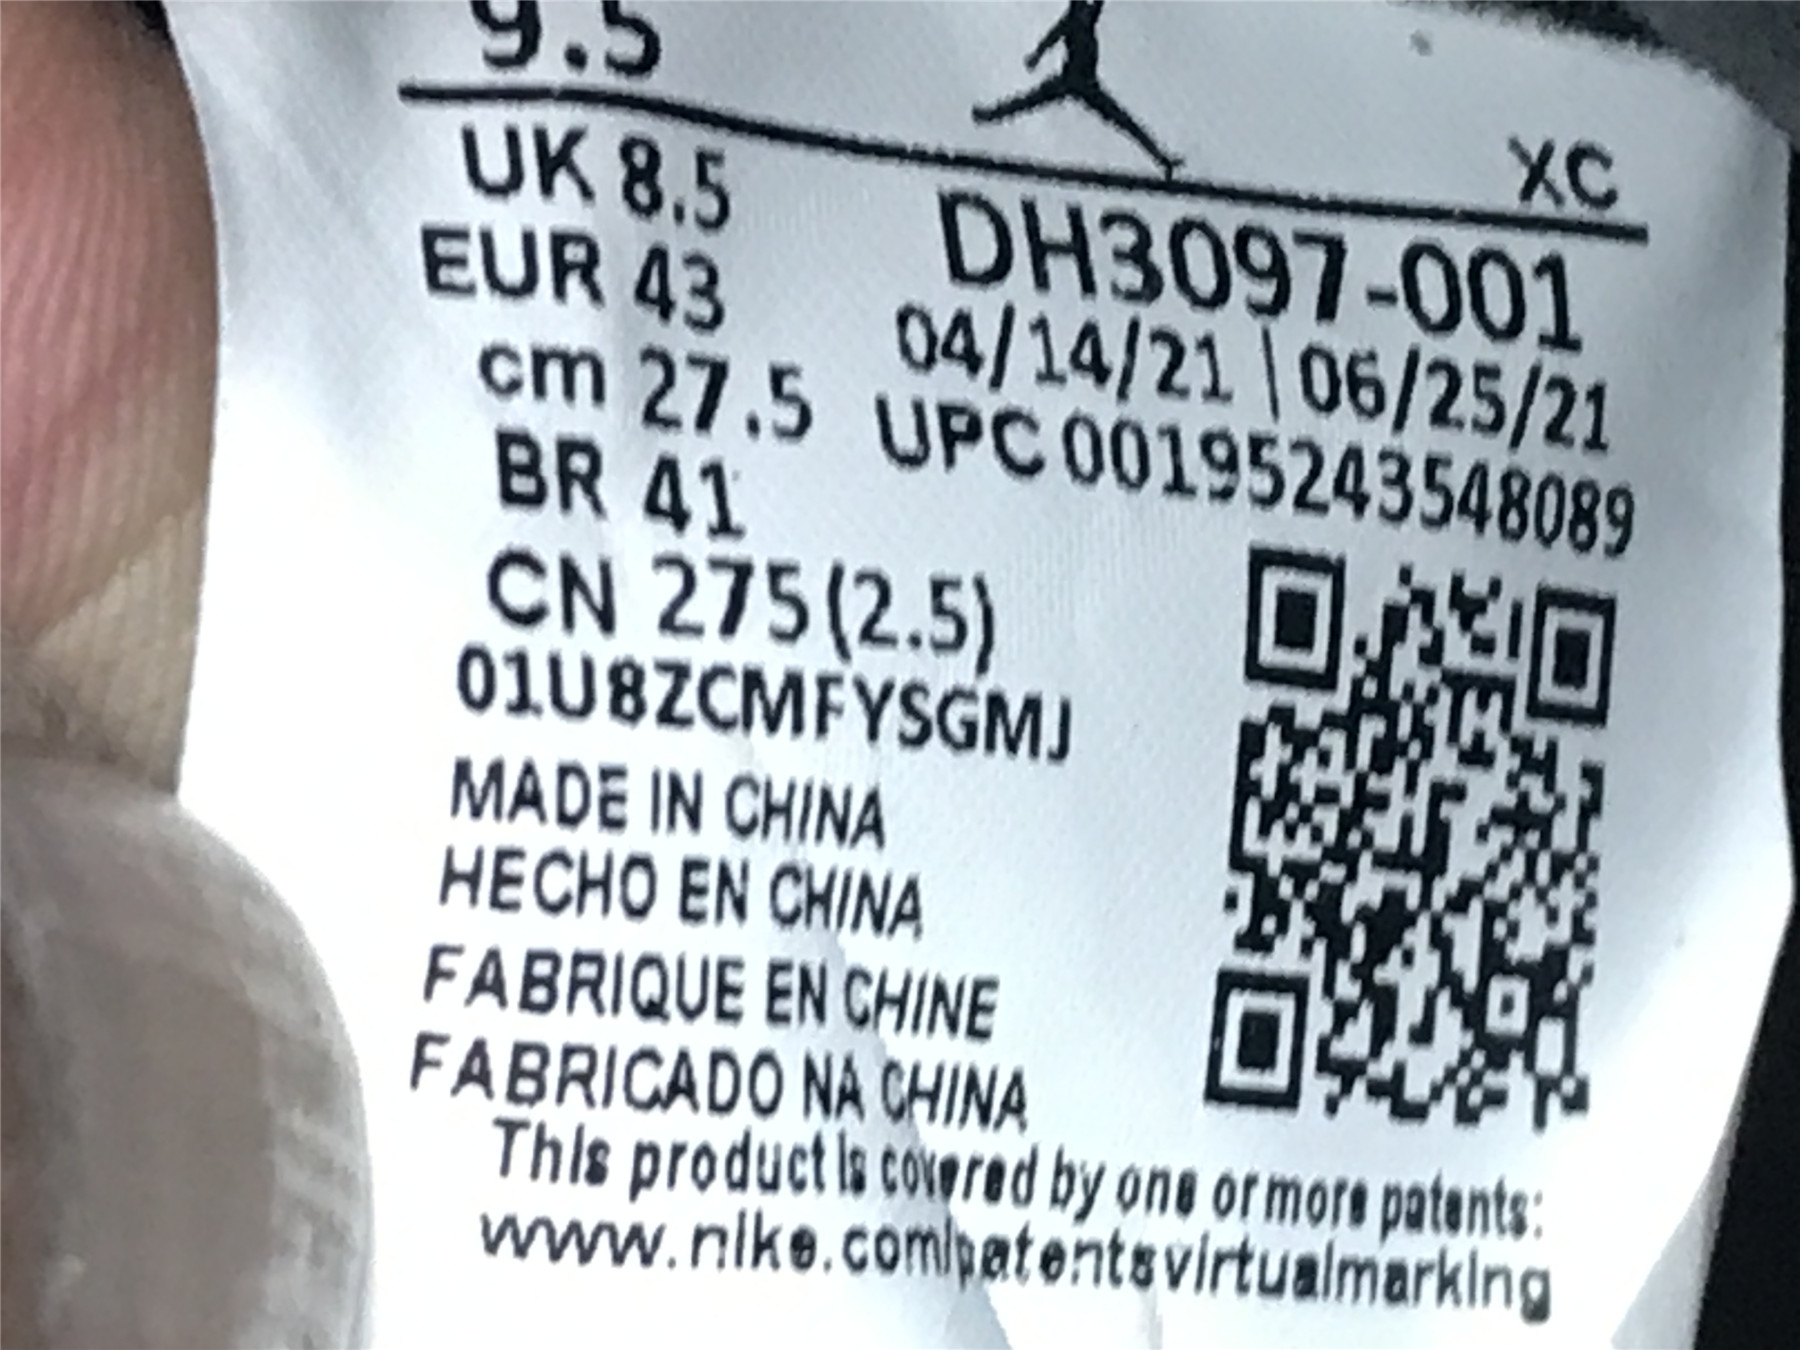 9.5
XC
UK 8.5
EUR 43
cm 27.5
BR 41
CN 275(2.5)
01U8ZCMFYSGMJ
DH3097-001
04/14/21 | 06/25/21
UPC 00195243548089
MADE IN CHINA
HECHO EN CHINA
FABRIQUE EN CHINE
FABRICADO NA CHINA
This product is covered by one or more patents:
www.nike.com|patentsvirtualmarking